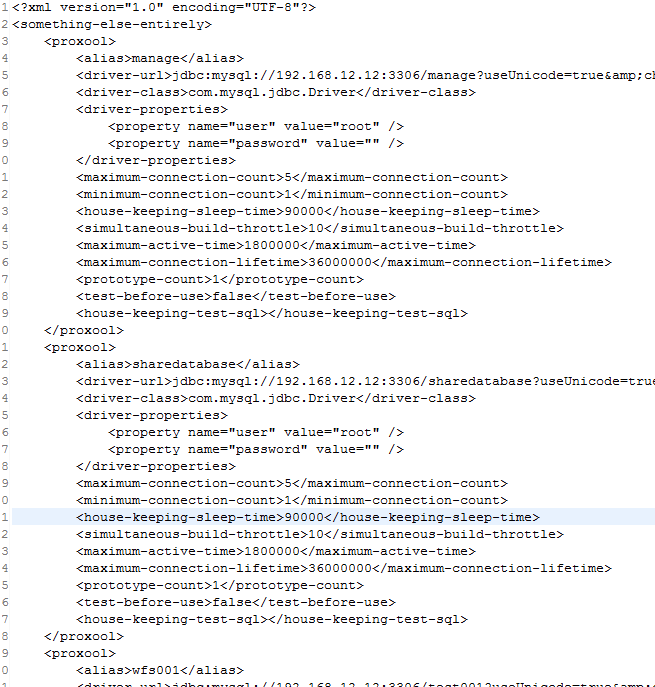 1 <?xml version="1.0" encoding="UTF-8"?>
2 <something-else-entirely>
3 <proxool>
4 <alias>manage</alias>
5 <driver-url>jdbc:mysql://192.168.12.12:3306/manage?useUnicode=true&amp;ch
6 <driver-class>com.mysql.jdbc.Driver</driver-class>
7 <driver-properties>
8 <property name="user" value="root" />
9 <property name="password" value="" />
0 </driver-properties>
1 <maximum-connection-count>5</maximum-connection-count>
2 <minimum-connection-count>1</minimum-connection-count>
3 <house-keeping-sleep-time>90000</house-keeping-sleep-time>
4 <simultaneous-build-throttle>10</simultaneous-build-throttle>
5 <maximum-active-time>1800000</maximum-active-time>
6 <maximum-connection-lifetime>36000000</maximum-connection-lifetime>
7 <prototype-count>1</prototype-count>
8 <test-before-use>false</test-before-use>
9 <house-keeping-test-sql></house-keeping-test-sql>
0 </proxool>
1 <proxool>
2 <alias>sharedatabase</alias>
3 <driver-url>jdbc:mysql://192.168.12.12:3306/sharedatabase?useUnicode=true
4 <driver-class>com.mysql.jdbc.Driver</driver-class>
5 <driver-properties>
6 <property name="user" value="root" />
7 <property name="password" value="" />
8 </driver-properties>
9 <maximum-connection-count>5</maximum-connection-count>
0 <minimum-connection-count>1</minimum-connection-count>
1 <house-keeping-sleep-time>90000</house-keeping-sleep-time>
2 <simultaneous-build-throttle>10</simultaneous-build-throttle>
3 <maximum-active-time>1800000</maximum-active-time>
4 <maximum-connection-lifetime>36000000</maximum-connection-lifetime>
5 <prototype-count>1</prototype-count>
6 <test-before-use>false</test-before-use>
7 <house-keeping-test-sql></house-keeping-test-sql>
8 </proxool>
9 <proxool>
0 <alias>wfs001</alias>